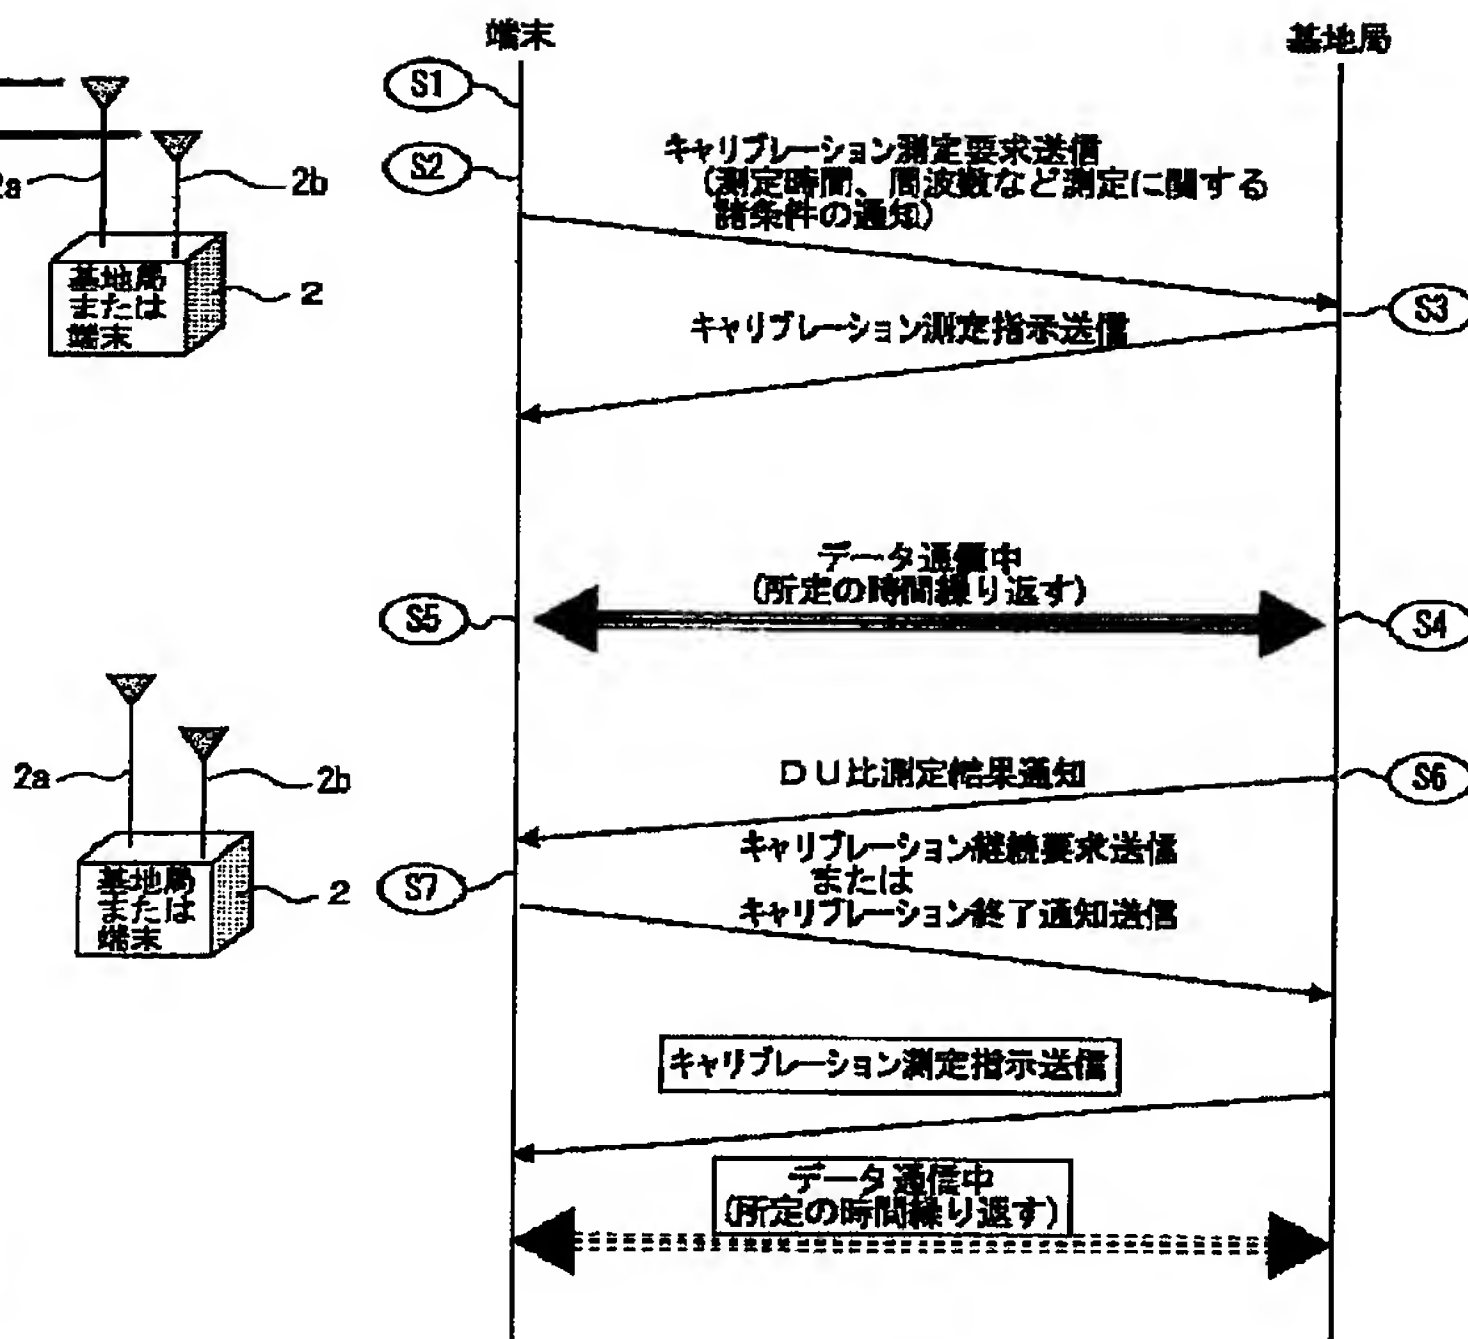 端末
基地局
S1
S2
キャリブレーション測定要求送信
(測定時間、周波数など測定に関する
諸条件の通知)
2a
2b
基地局
または
端末
2
S3
キャリブレーション測定指示送信
データ通信中
(所定の時間繰り返す)
S5
S4
2a
2b
DU比測定結果通知
S6
キャリブレーション継続要求送信
または
キャリブレーション終了通知送信
基地局
または
端末
2
S7
キャリブレーション測定指示送信
データ通信中
(所定の時間繰り返す)